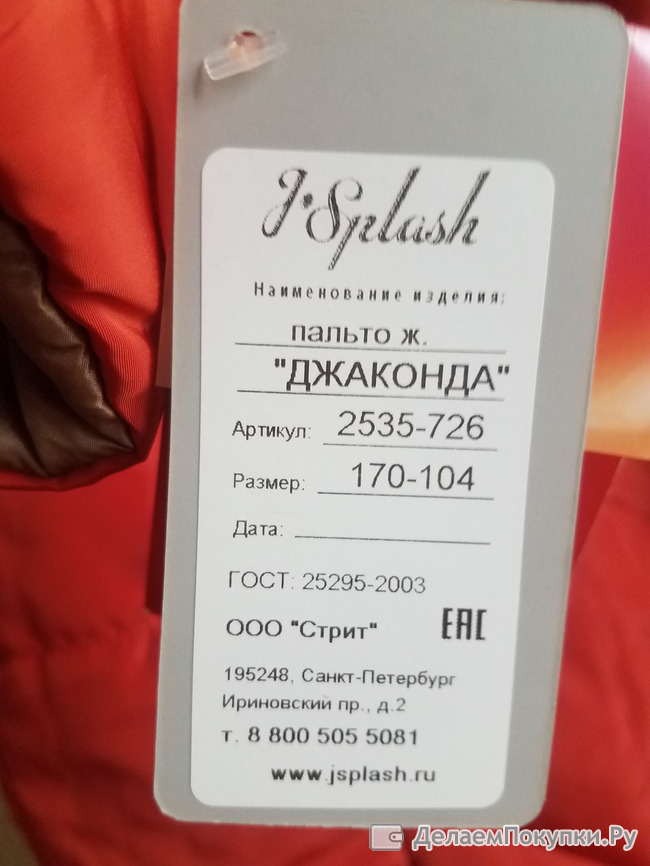 J·Splash
Наименование изделия:
пальто ж.
"ДЖАКОНДА"
Артикул: 2535-726
Размер: 170-104
Дата:
ГОСТ: 25295-2003
ООО "Стрит" EAC
195248, Санкт-Петербург
Ириновский пр., д.2
т. 8 800 505 5081
www.jsplash.ru
ДелаемПокупки.Ру